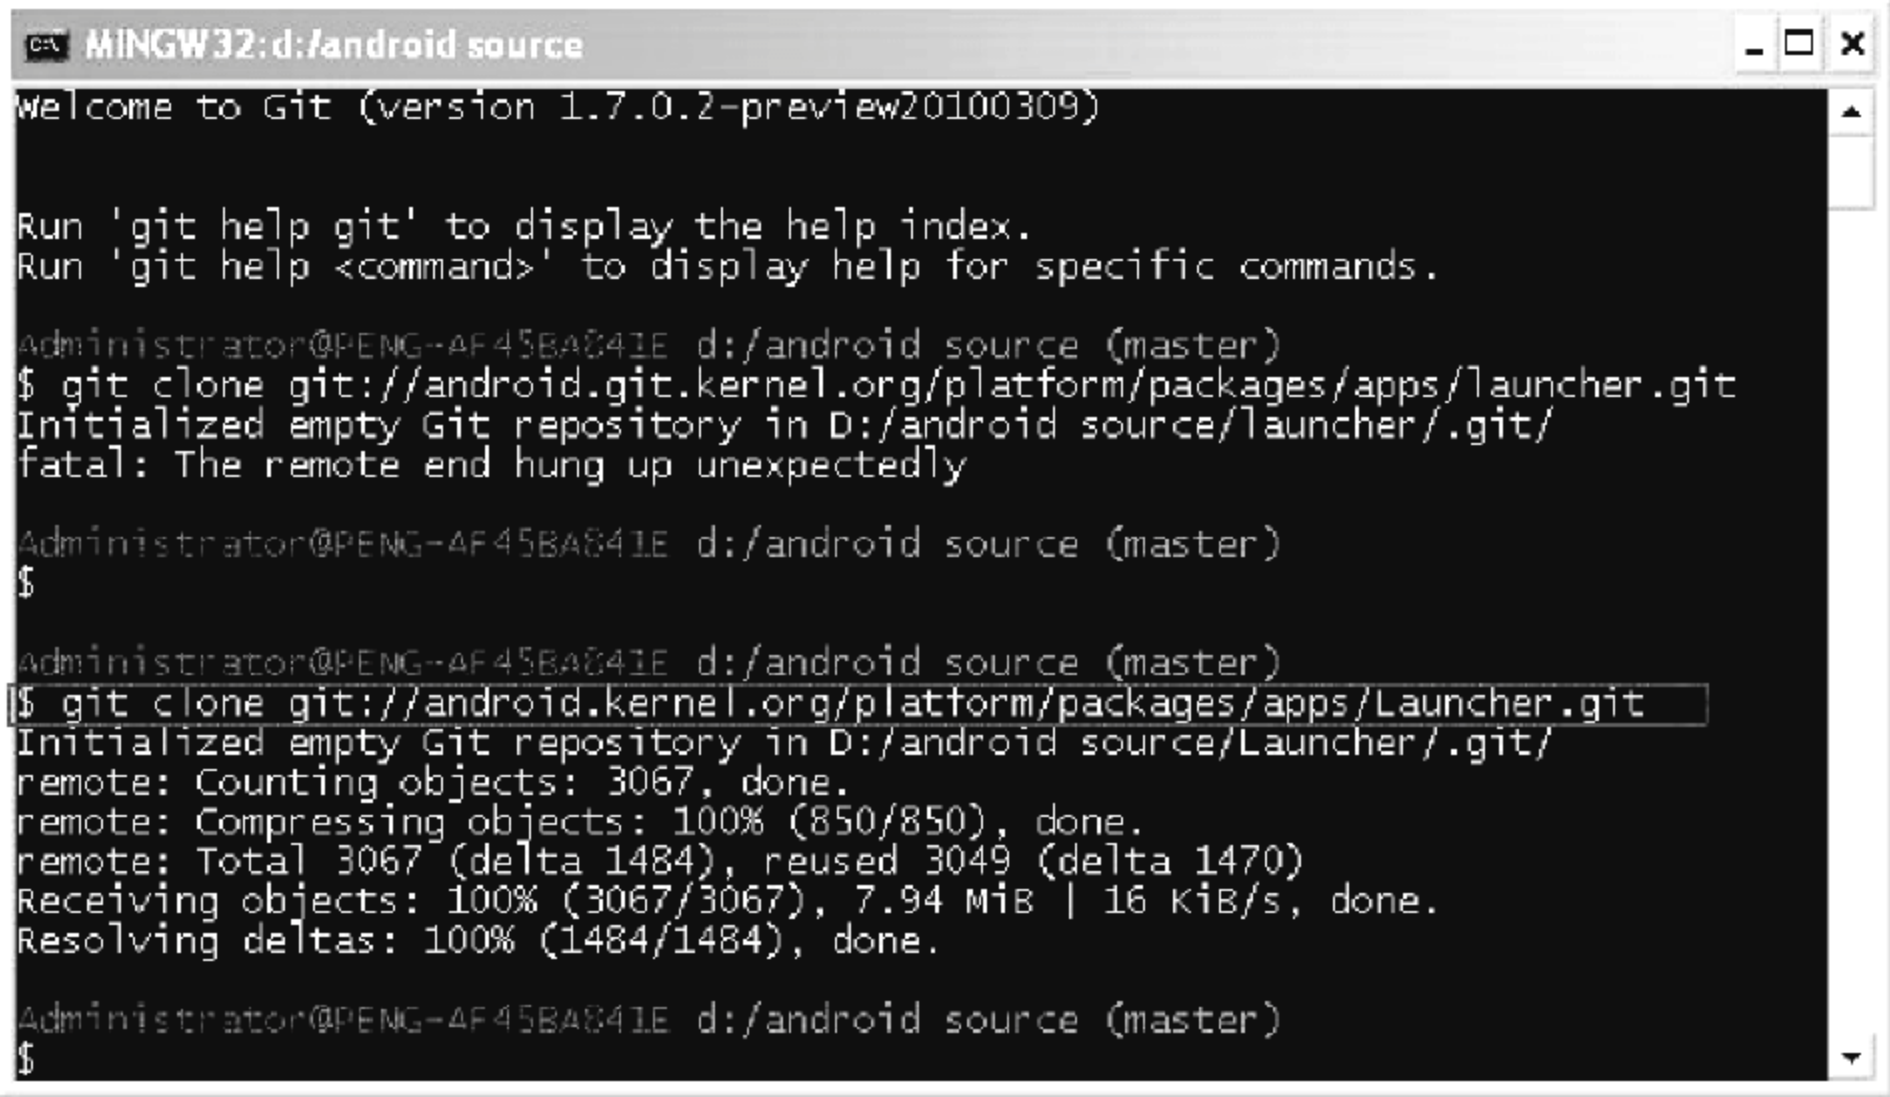 MINGW32:d:/android source
Welcome to Git (version 1.7.0.2-preview20100309)
Run 'git help git' to display the help index.
Run 'git help <command>' to display help for specific commands.
Administrator@PENG-AF45BA841E d:/android source (master)
$ git clone git://android.git.kernel.org/platform/packages/apps/launcher.git
Initialized empty Git repository in D:/android source/launcher/.git/
fatal: The remote end hung up unexpectedly
Administrator@PENG-AF45BA841E d:/android source (master)
$
Administrator@PENG-AF45BA841E d:/android source (master)
$ git clone git://android.kernel.org/platform/packages/apps/Launcher.git
Initialized empty Git repository in D:/android source/Launcher/.git/
remote: Counting objects: 3067, done.
remote: Compressing objects: 100% (850/850), done.
remote: Total 3067 (delta 1484), reused 3049 (delta 1470)
Receiving objects: 100% (3067/3067), 7.94 MiB | 16 KiB/s, done.
Resolving deltas: 100% (1484/1484), done.
Administrator@PENG-AF45BA841E d:/android source (master)
$